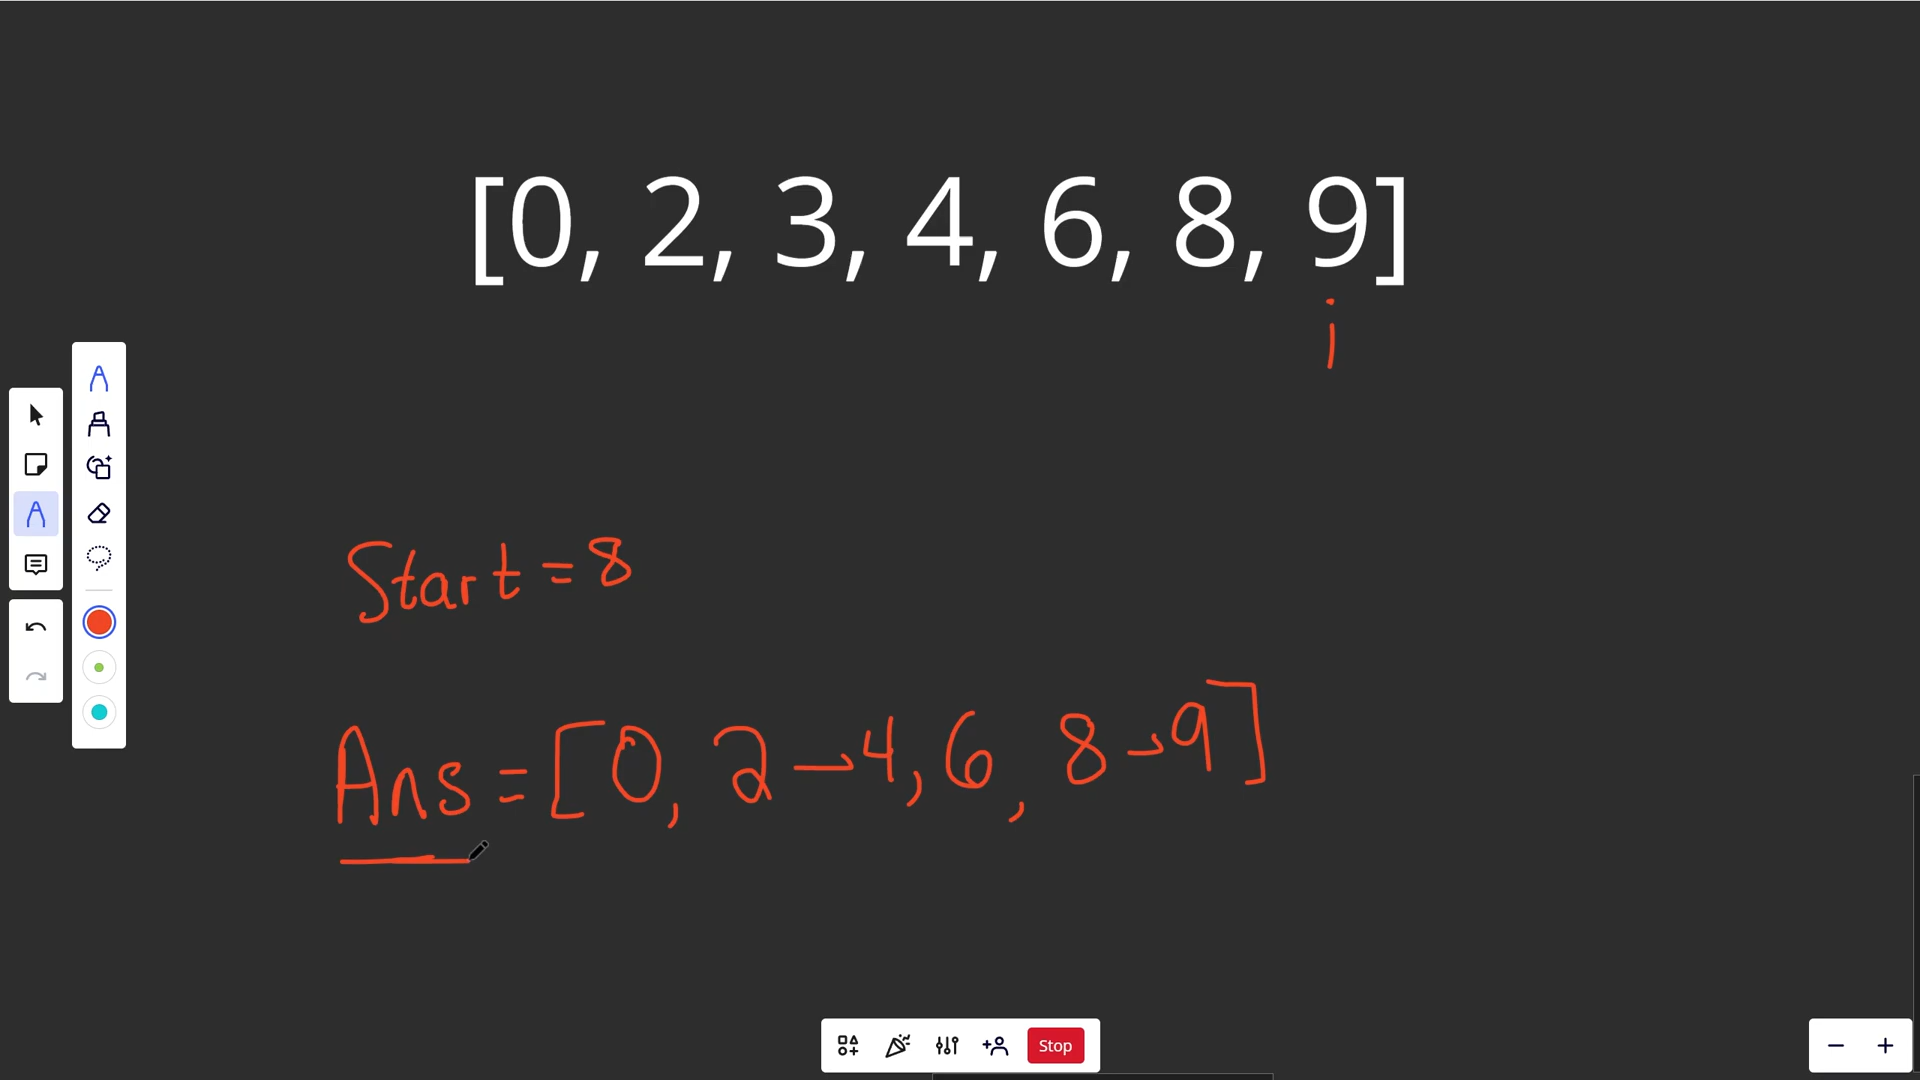 [0, 2, 3, 4, 6, 8, 9]
i
Start = 8
Ans = [0, 2→4, 6, 8→9]
Stop